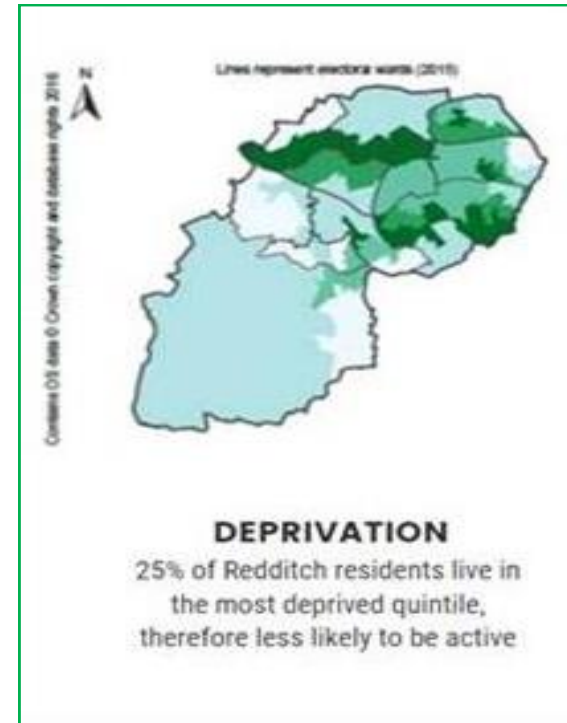 Lines represent electoral wards (2015)
N
Contains OS data © Crown copyright and database rights 2016
DEPRIVATION
25% of Redditch residents live in
the most deprived quintile,
therefore less likely to be active